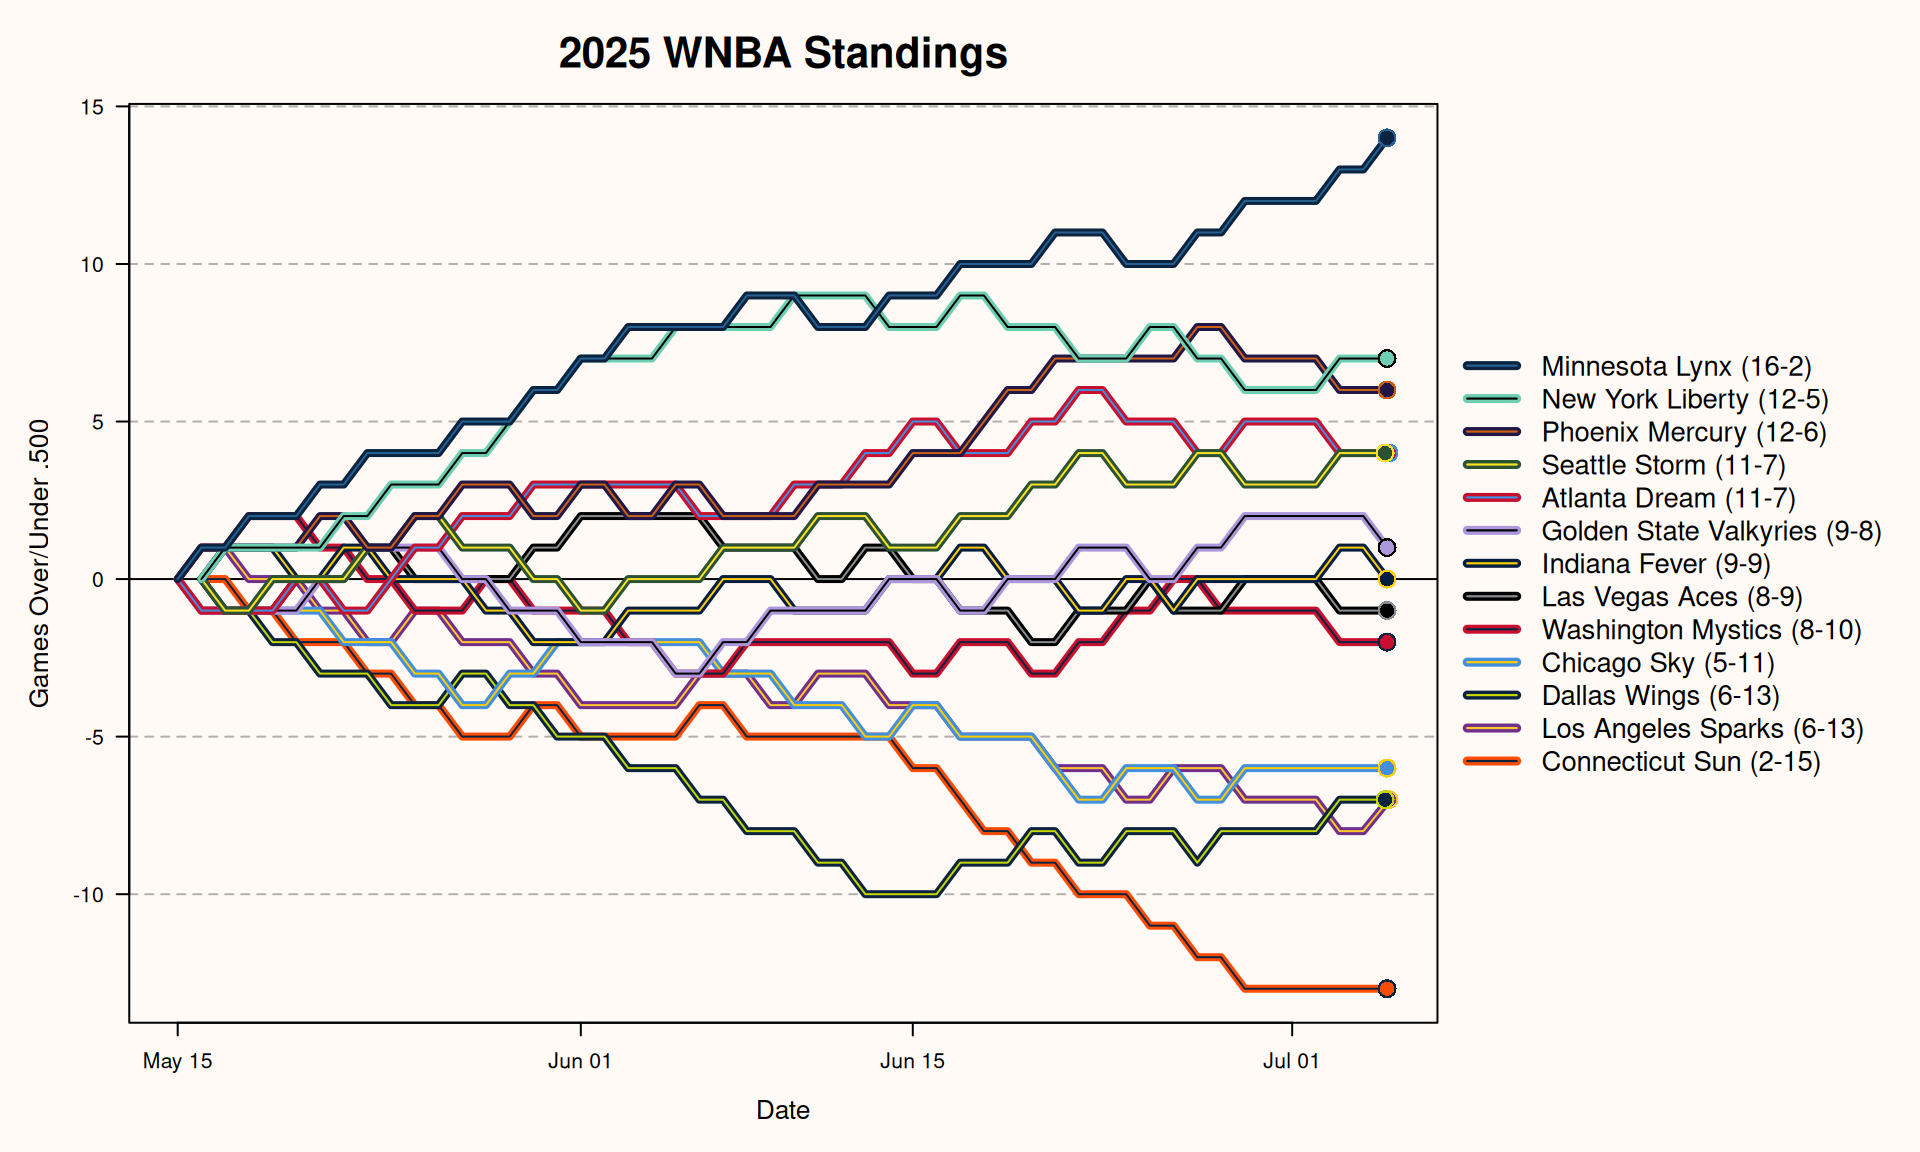 2025 WNBA Standings
15
10
5
0
-5
-10
Games Over/Under .500
May 15
Jun 01
Jun 15
Jul 01
Date
Minnesota Lynx (16-2)
New York Liberty (12-5)
Phoenix Mercury (12-6)
Seattle Storm (11-7)
Atlanta Dream (11-7)
Golden State Valkyries (9-8)
Indiana Fever (9-9)
Las Vegas Aces (8-9)
Washington Mystics (8-10)
Chicago Sky (5-11)
Dallas Wings (6-13)
Los Angeles Sparks (6-13)
Connecticut Sun (2-15)